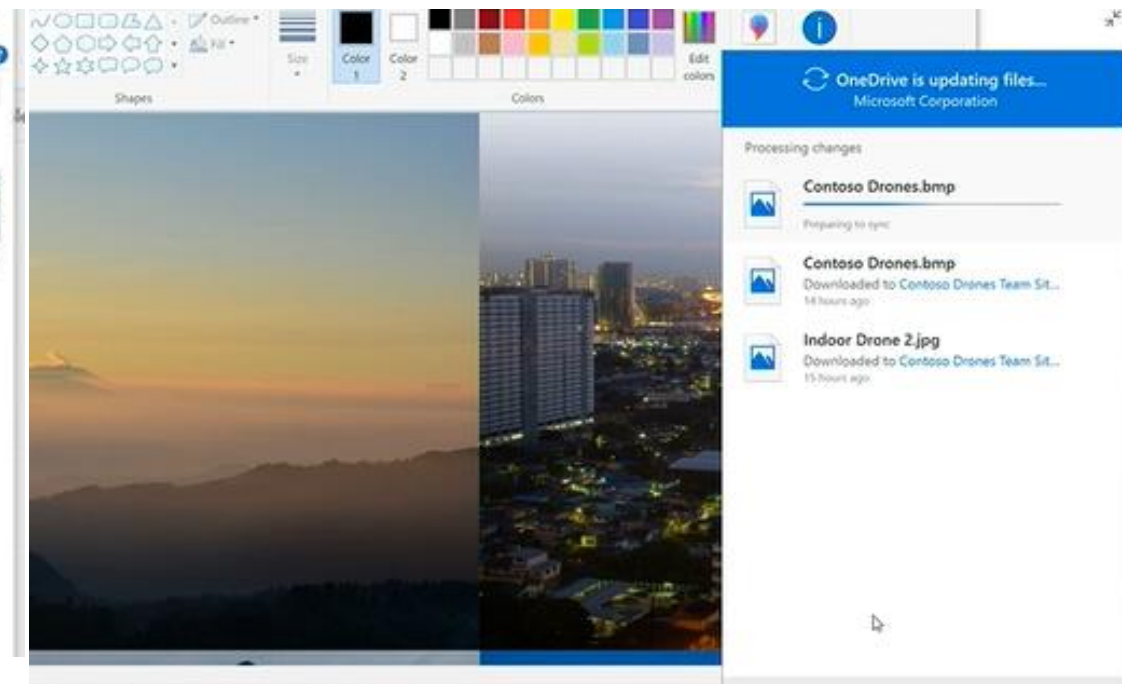 Outline
Fill
Size
Color
1
Color
2
Edit
colors
Shapes
Colors
OneDrive is updating files...
Microsoft Corporation
Processing changes
Contoso Drones.bmp
Preparing to sync
Contoso Drones.bmp
Downloaded to Contoso Drones Team Sit...
14 hours ago
Indoor Drone 2.jpg
Downloaded to Contoso Drones Team Sit...
15 hours ago